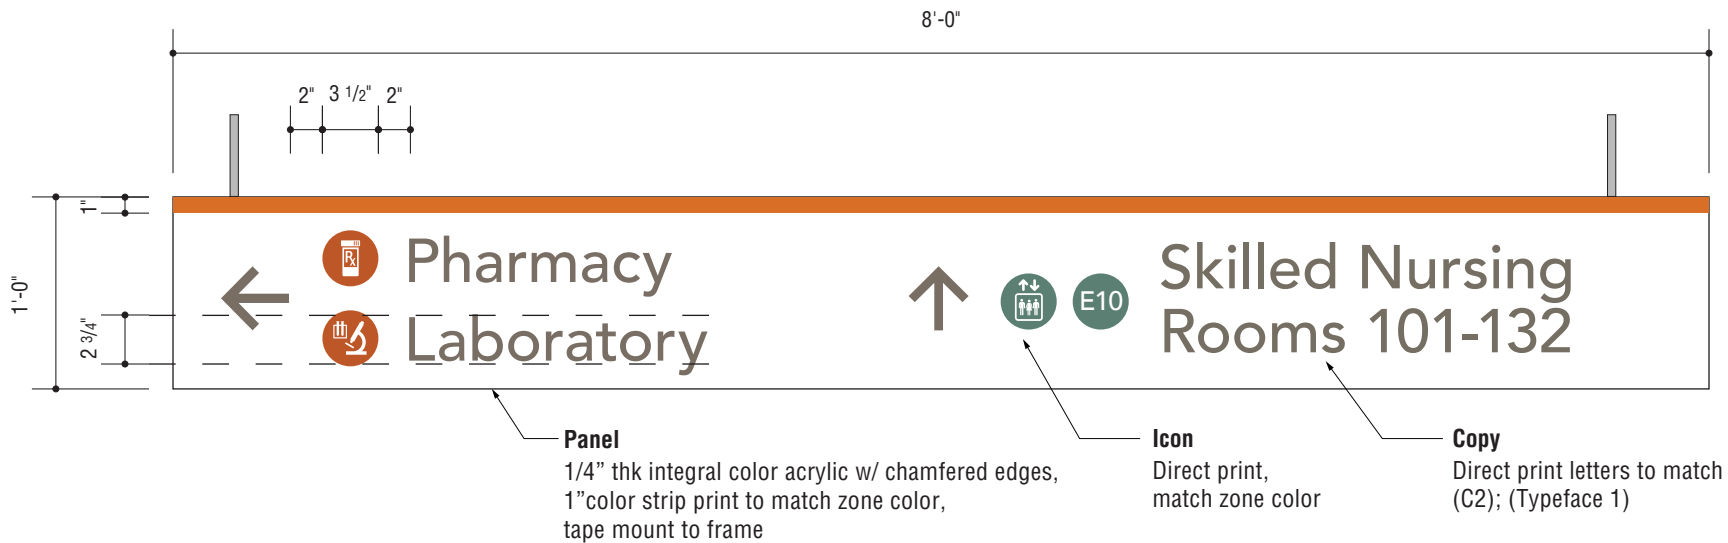 8'-0"
2" 3 1/2" 2"
1"
1'-0"
2 3/4"
Rx
Pharmacy
Laboratory
E10
Skilled Nursing
Rooms 101-132
Panel
1/4” thk integral color acrylic w/ chamfered edges,
1”color strip print to match zone color,
tape mount to frame
Icon
Direct print,
match zone color
Copy
Direct print letters to match
(C2); (Typeface 1)